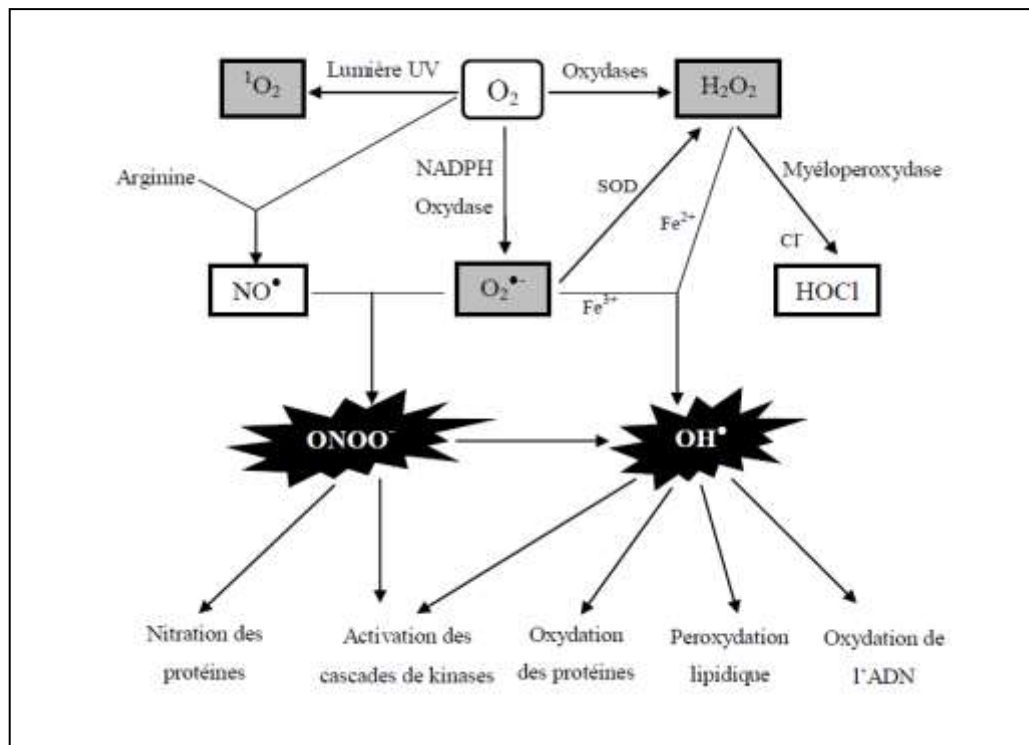 Lumière UV
Oxydases
¹O₂
O₂
H₂O₂
Arginine
NADPH
Oxydase
SOD
Myéloperoxydase
Fe²⁺
Cl⁻
NO•
O₂•⁻
Fe³⁺
HOCl
ONOO⁻
OH•
Nitration des
protéines
Activation des
cascades de kinases
Oxydation
des protéines
Peroxydation
lipidique
Oxydation de
l'ADN